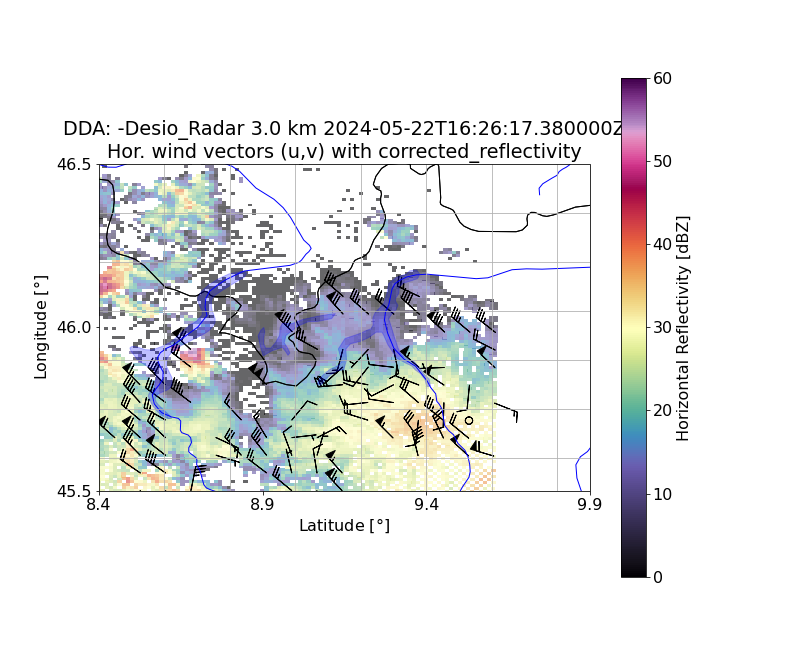 DDA: -Desio_Radar 3.0 km 2024-05-22T16:26:17.380000Z
Hor. wind vectors (u,v) with corrected_reflectivity
46.5
46.0
45.5
Longitude [°]
8.4
8.9
9.4
9.9
Latitude [°]
60
50
40
30
20
10
0
Horizontal Reflectivity [dBZ]